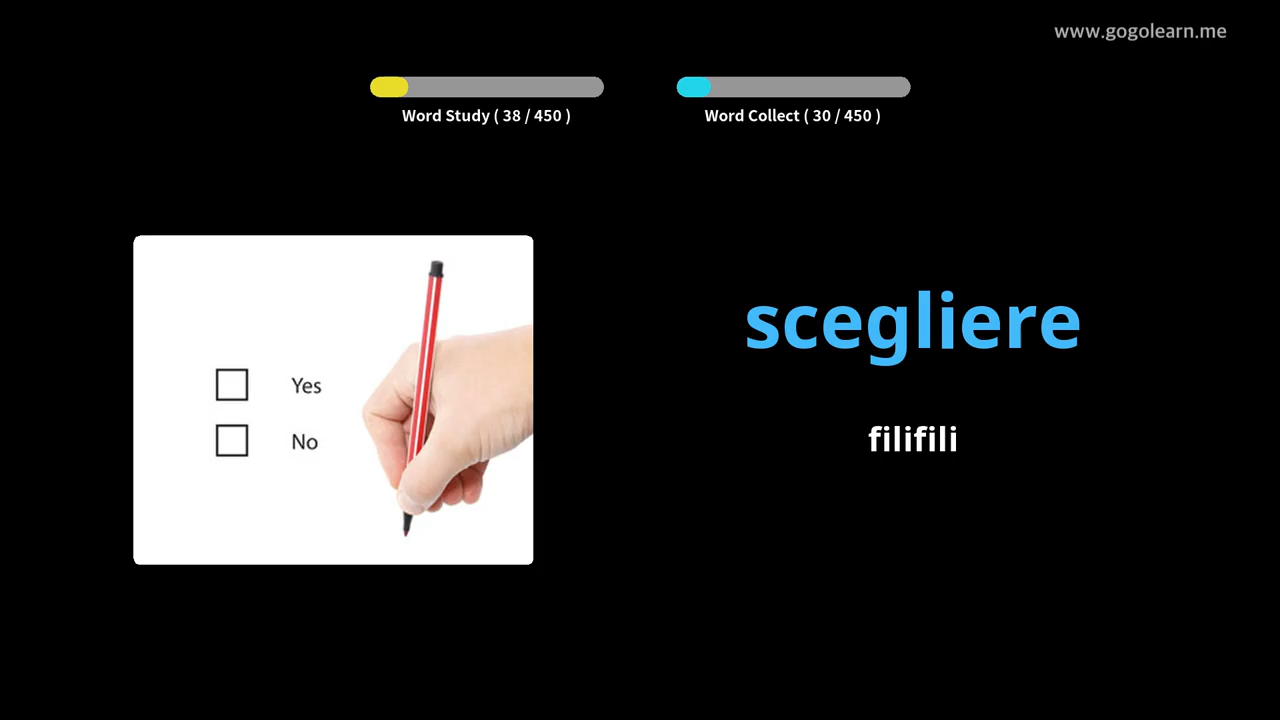 www.gogolearn.me
Word Study ( 38 / 450 )
Word Collect ( 30 / 450 )
Yes
No
scegliere
filifili